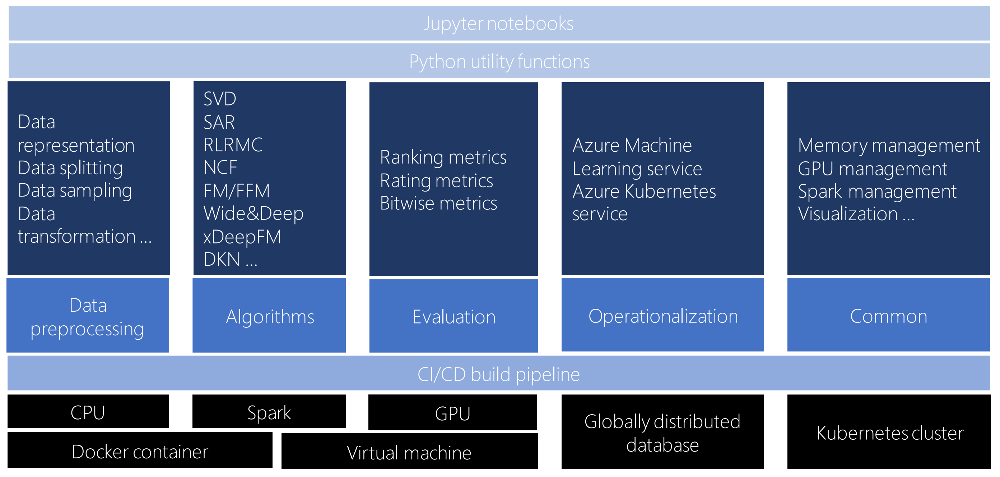 Jupyter notebooks
Python utility functions
Data
representation
Data splitting
Data sampling
Data
transformation ...
SVD
SAR
RLRMC
NCF
FM/FFM
Wide&Deep
xDeepFM
DKN ...
Ranking metrics
Rating metrics
Bitwise metrics
Azure Machine
Learning service
Azure Kubernetes
service
Memory management
GPU management
Spark management
Visualization ...
Data
preprocessing
Algorithms
Evaluation
Operationalization
Common
CI/CD build pipeline
CPU
Spark
GPU
Globally distributed
database
Kubernetes cluster
Docker container
Virtual machine